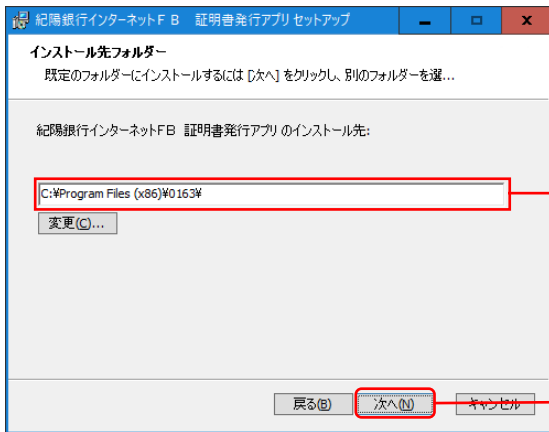 紀陽銀行インターネットＦＢ　証明書発行アプリ セットアップ
インストール先フォルダー
既定のフォルダーにインストールするには [次へ] をクリックし、別のフォルダーを選...
紀陽銀行インターネットFB　証明書発行アプリ のインストール先:
C:¥Program Files (x86)¥0163¥
変更(C)...
戻る(B)
次へ(N)
キャンセル